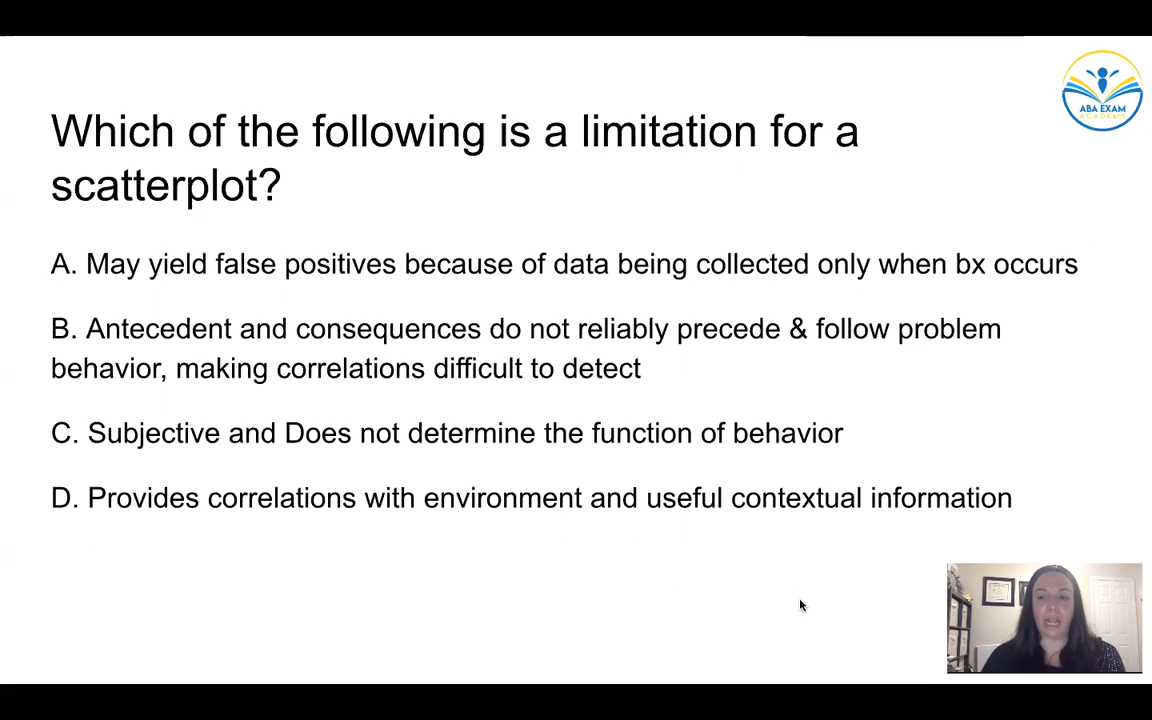 ABA EXAM
ACADEMY
Which of the following is a limitation for a
scatterplot?
A. May yield false positives because of data being collected only when bx occurs
B. Antecedent and consequences do not reliably precede & follow problem
behavior, making correlations difficult to detect
C. Subjective and Does not determine the function of behavior
D. Provides correlations with environment and useful contextual information